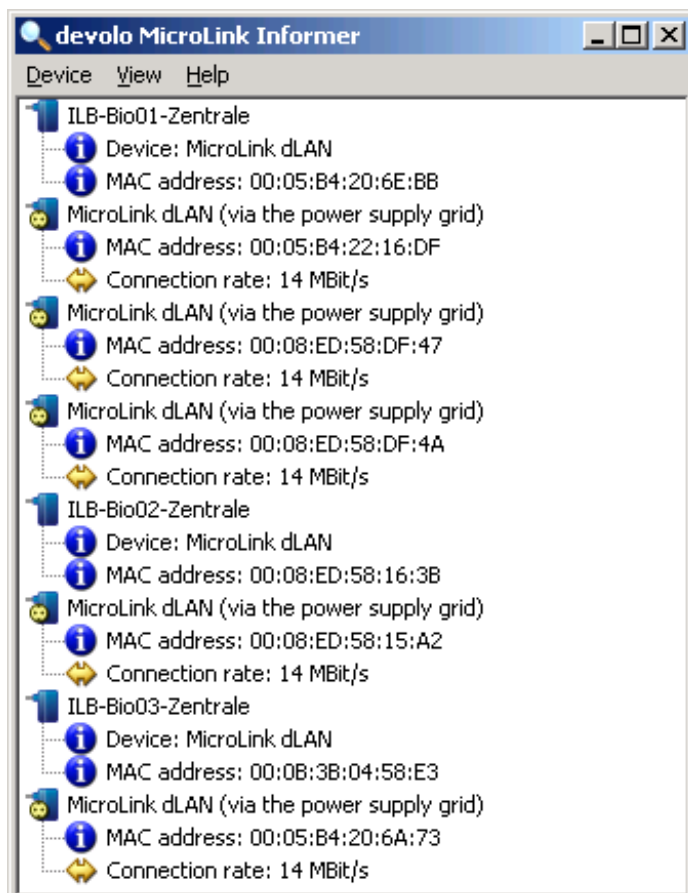 devolo MicroLink Informer
Device View Help
ILB-Bio01-Zentrale
Device: MicroLink dLAN
MAC address: 00:05:B4:20:6E:BB
MicroLink dLAN (via the power supply grid)
MAC address: 00:05:B4:22:16:DF
Connection rate: 14 MBit/s
MicroLink dLAN (via the power supply grid)
MAC address: 00:08:ED:58:DF:47
Connection rate: 14 MBit/s
MicroLink dLAN (via the power supply grid)
MAC address: 00:08:ED:58:DF:4A
Connection rate: 14 MBit/s
ILB-Bio02-Zentrale
Device: MicroLink dLAN
MAC address: 00:08:ED:58:16:3B
MicroLink dLAN (via the power supply grid)
MAC address: 00:08:ED:58:15:A2
Connection rate: 14 MBit/s
ILB-Bio03-Zentrale
Device: MicroLink dLAN
MAC address: 00:0B:3B:04:58:E3
MicroLink dLAN (via the power supply grid)
MAC address: 00:05:B4:20:6A:73
Connection rate: 14 MBit/s